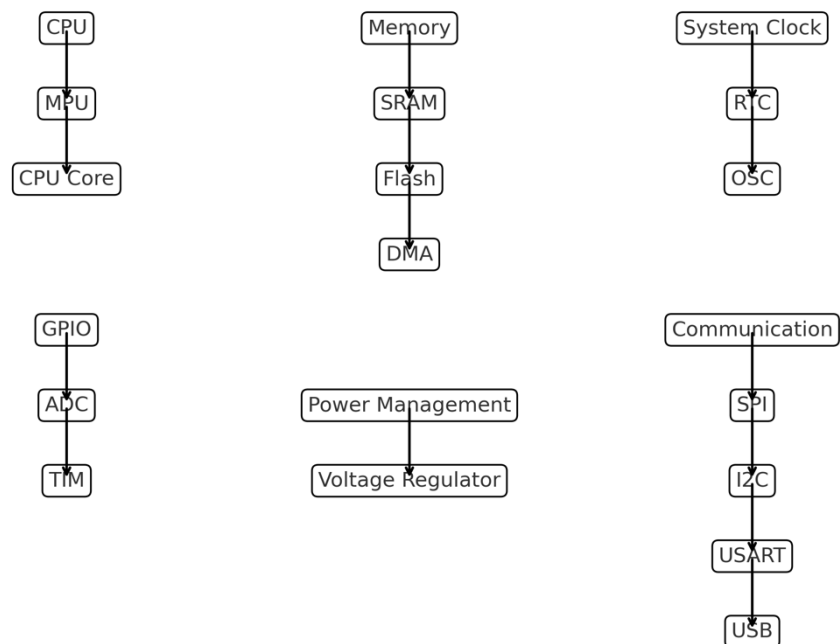 CPU
MPU
CPU Core
Memory
SRAM
Flash
DMA
System Clock
RTC
OSC
GPIO
ADC
TIM
Power Management
Voltage Regulator
Communication
SPI
I2C
USART
USB